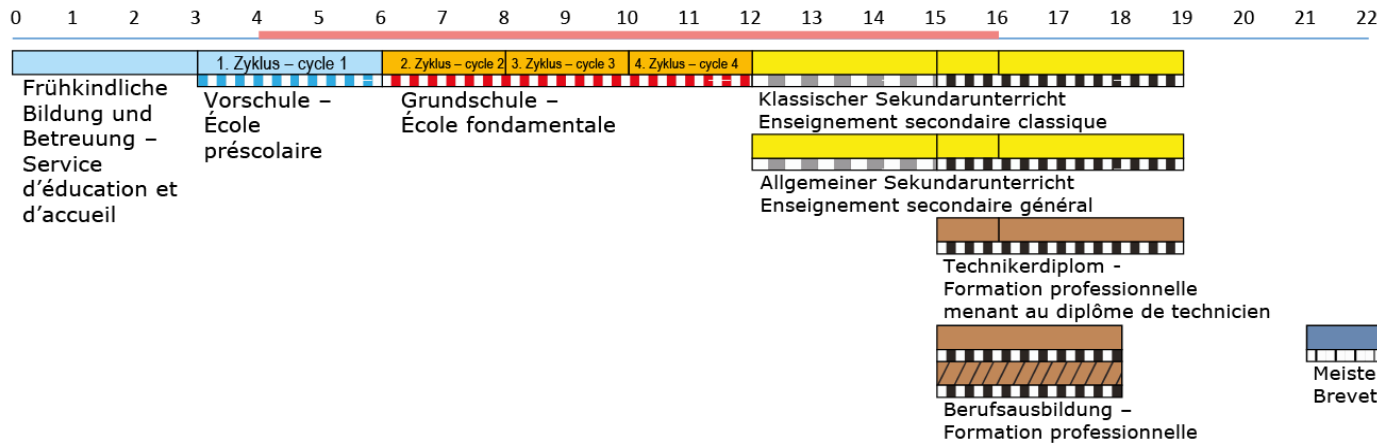 0 1 2 3 4 5 6 7 8 9 10 11 12 13 14 15 16 17 18 19 20 21 22
1. Zyklus – cycle 1
2. Zyklus – cycle 2
3. Zyklus – cycle 3
4. Zyklus – cycle 4
Frühkindliche
Bildung und
Betreuung –
Service
d’éducation et
d’accueil
Vorschule –
École
préscolaire
Grundschule –
École fondamentale
Klassischer Sekundarunterricht
Enseignement secondaire classique
Allgemeiner Sekundarunterricht
Enseignement secondaire général
Technikerdiplom -
Formation professionnelle
menant au diplôme de technicien
Berufsausbildung –
Formation professionnelle
Meiste
Brevet